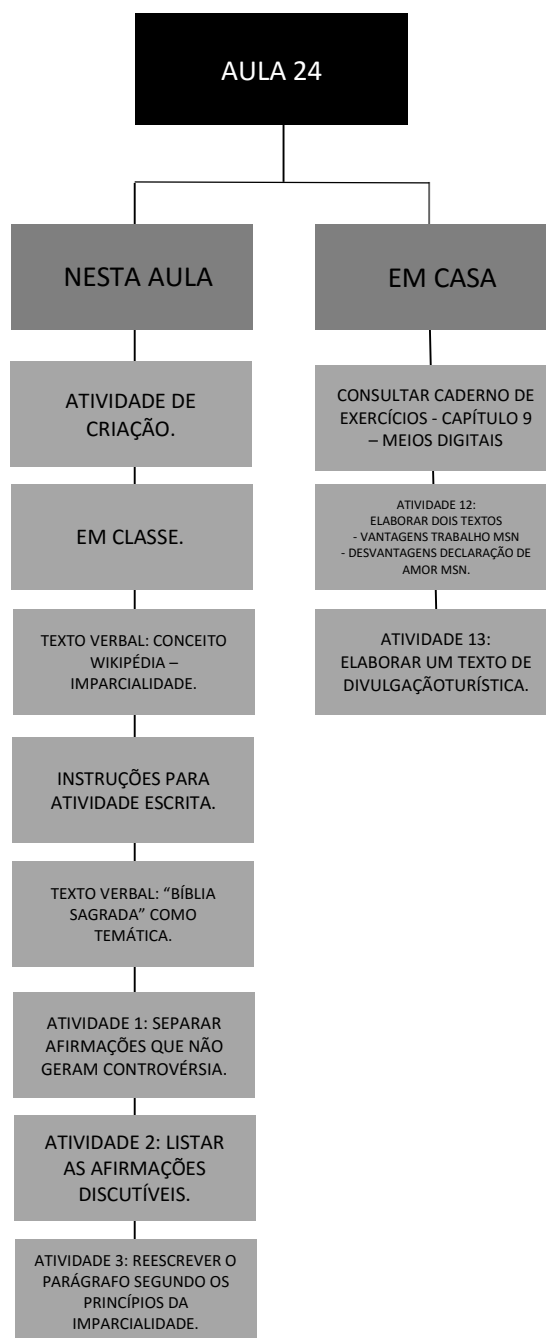 AULA 24
NESTA AULA
ATIVIDADE DE
CRIAÇÃO.
EM CLASSE.
TEXTO VERBAL: CONCEITO
WIKIPÉDIA –
IMPARCIALIDADE.
INSTRUÇÕES PARA
ATIVIDADE ESCRITA.
TEXTO VERBAL: “BÍBLIA
SAGRADA” COMO
TEMÁTICA.
ATIVIDADE 1: SEPARAR
AFIRMAÇÕES QUE NÃO
GERAM CONTROVÉRSIA.
ATIVIDADE 2: LISTAR
AS AFIRMAÇÕES
DISCUTÍVEIS.
ATIVIDADE 3: REESCREVER O
PARÁGRAFO SEGUNDO OS
PRINCÍPIOS DA
IMPARCIALIDADE.
EM CASA
CONSULTAR CADERNO DE
EXERCÍCIOS - CAPÍTULO 9
– MEIOS DIGITAIS
ATIVIDADE 12:
ELABORAR DOIS TEXTOS
- VANTAGENS TRABALHO MSN
- DESVANTAGENS DECLARAÇÃO DE
AMOR MSN.
ATIVIDADE 13:
ELABORAR UM TEXTO DE
DIVULGAÇÃOTURÍSTICA.